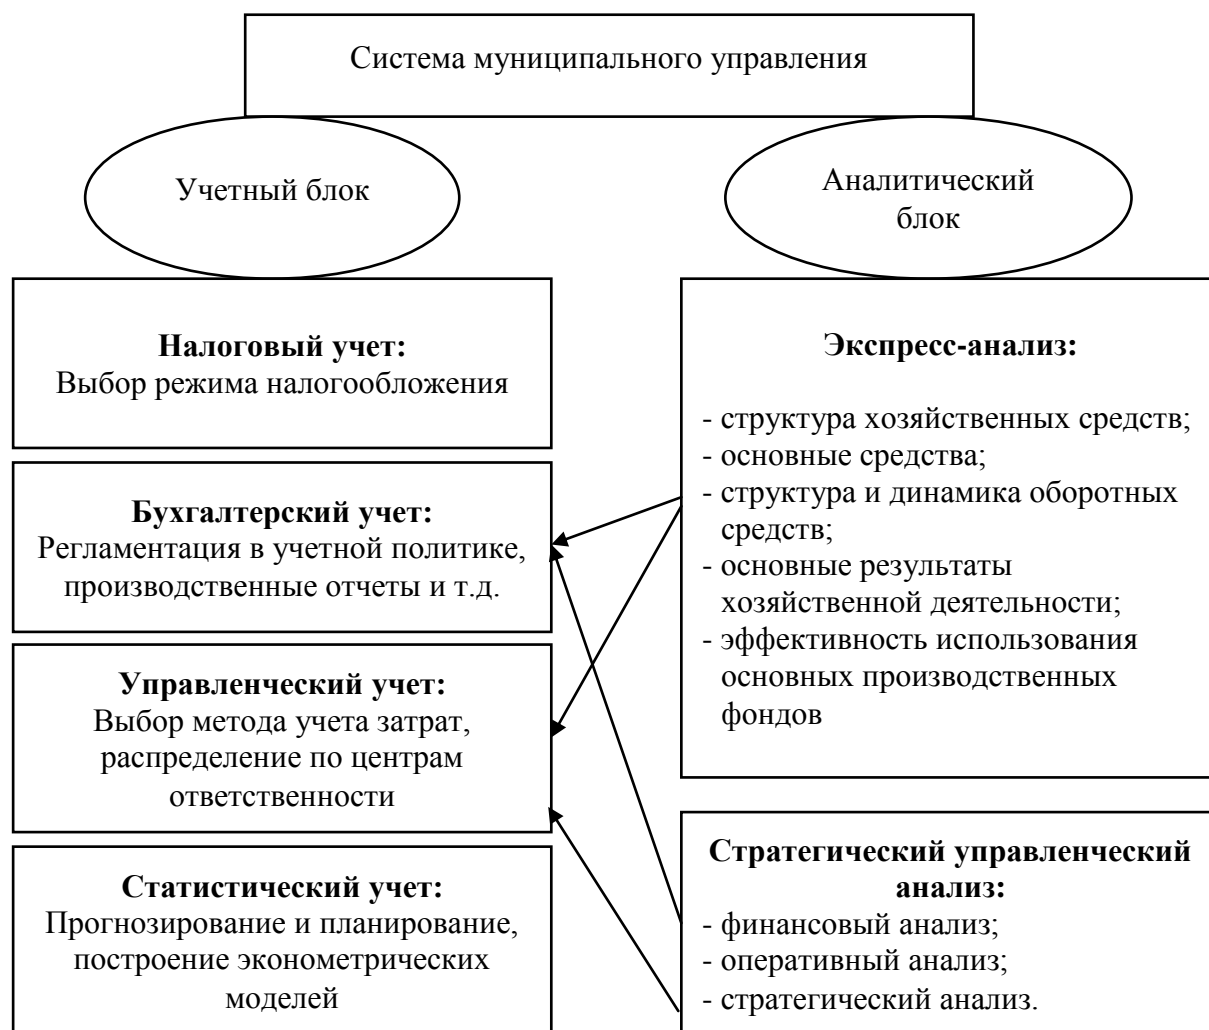 Система муниципального управления
Учетный блок
Аналитический
блок
Налоговый учет:
Выбор режима налогообложения
Бухгалтерский учет:
Регламентация в учетной политике,
производственные отчеты и т.д.
Управленческий учет:
Выбор метода учета затрат,
распределение по центрам
ответственности
Статистический учет:
Прогнозирование и планирование,
построение эконометрических
моделей
Экспресс-анализ:
- структура хозяйственных средств;
- основные средства;
- структура и динамика оборотных
средств;
- основные результаты
хозяйственной деятельности;
- эффективность использования
основных производственных
фондов
Стратегический управленческий
анализ:
- финансовый анализ;
- оперативный анализ;
- стратегический анализ.